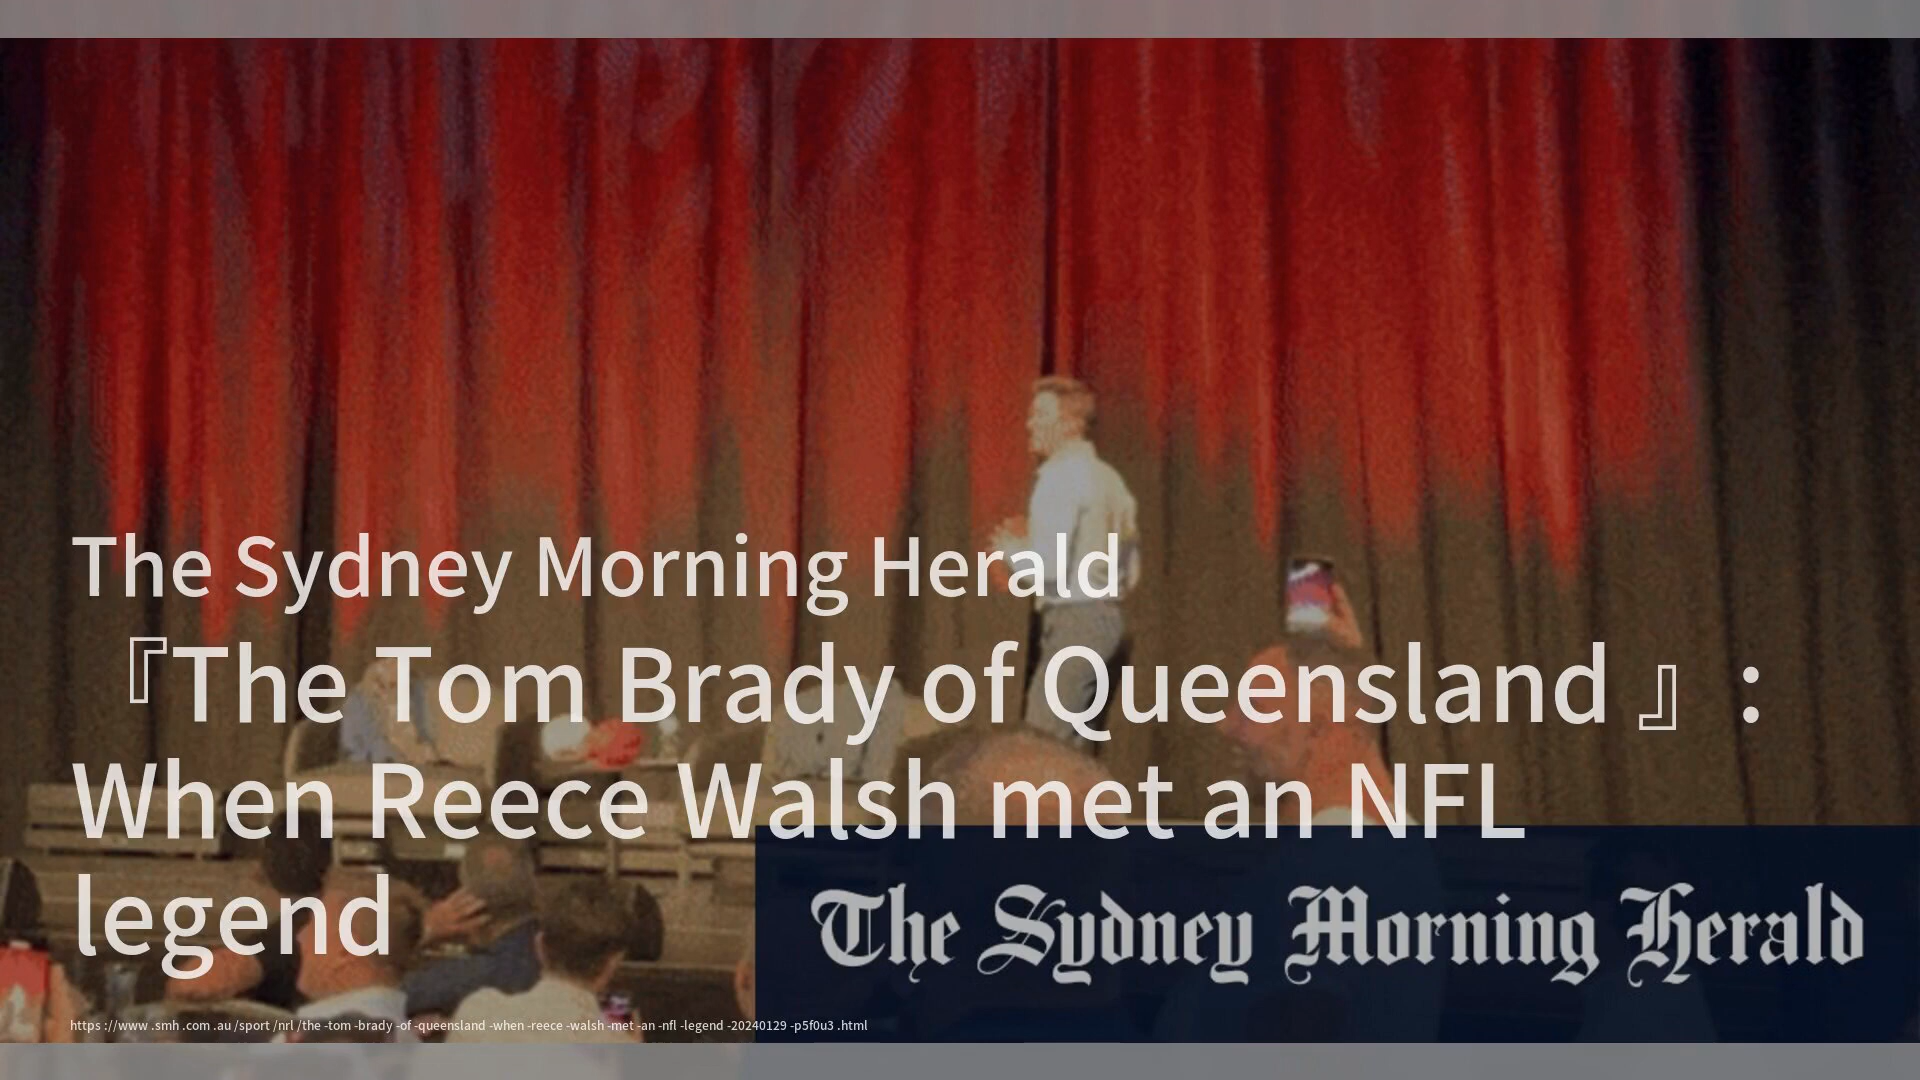 The Sydney Morning Herald
『The Tom Brady of Queensland 』 :
When Reece Walsh met an NFL
legend
The Sydney Morning Herald
https ://www .smh .com .au /sport /nrl /the -tom -brady -of -queensland -when -reece -walsh -met -an -nfl -legend -20240129 -p5f0u3 .html